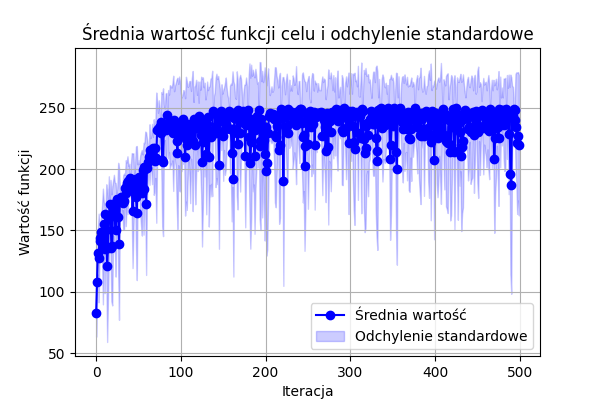 Średnia wartość funkcji celu i odchylenie standardowe
Wartość funkcji
250
200
150
100
50
0
100
200
300
400
500
Iteracja
Średnia wartość
Odchylenie standardowe